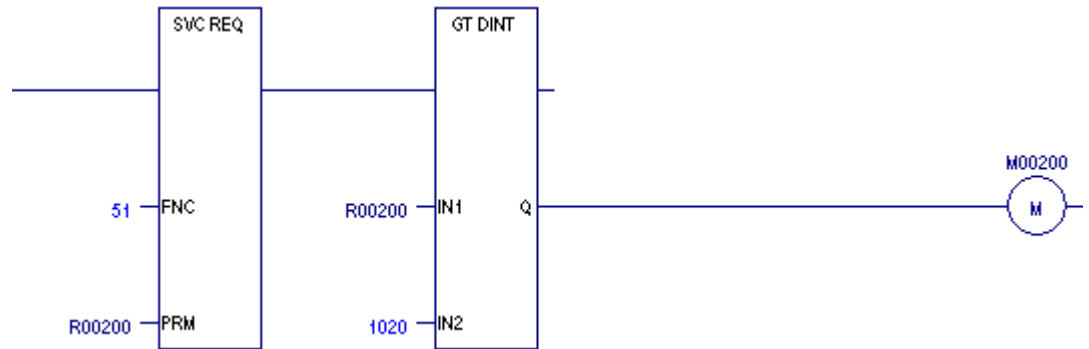 SVC REQ
GT DINT
M00200
51
FNC
R00200
IN1
Q
M
R00200
PRM
1020
IN2